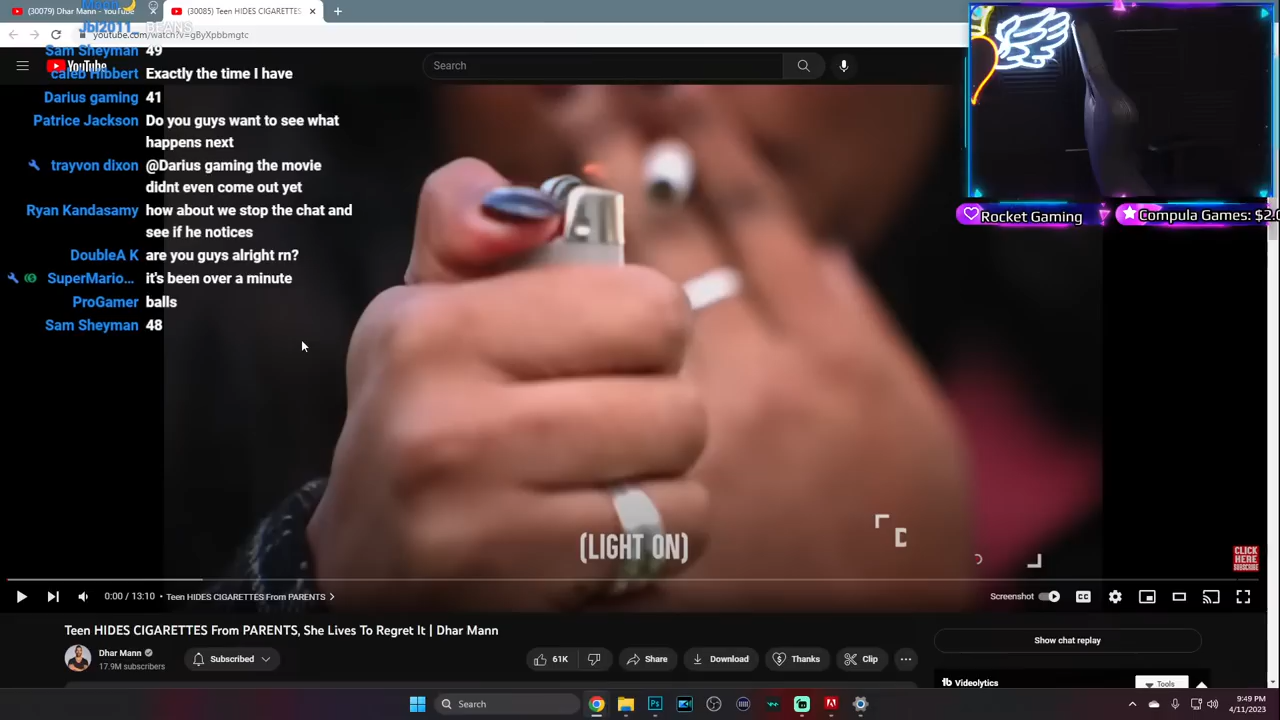 (30079) Dhar Mann - YouTube
(30085) Teen HIDES CIGARETTES
Jbl2011_ BEANS
youtube.com/watch?v=gByXpbbmgtc
Sam Sheyman 49
YouTube
Search
caleb Hibbert Exactly the time I have
Darius gaming 41
Patrice Jackson Do you guys want to see what
happens next
trayvon dixon @Darius gaming the movie
didnt even come out yet
Ryan Kandasamy how about we stop the chat and
see if he notices
DoubleA K are you guys alright rn?
SuperMario... it's been over a minute
ProGamer balls
Sam Sheyman 48
Rocket Gaming
Compula Games: $2.0
(LIGHT ON)
D
CLICK
HERE
SUBSCRIBE
0:00 / 13:10 • Teen HIDES CIGARETTES From PARENTS
Screenshot
CC
Teen HIDES CIGARETTES From PARENTS, She Lives To Regret It | Dhar Mann
Dhar Mann
17.9M subscribers
Subscribed
61K
Share
Download
Thanks
Clip
Show chat replay
Videolytics
Tools
Search
9:49 PM
4/11/2023